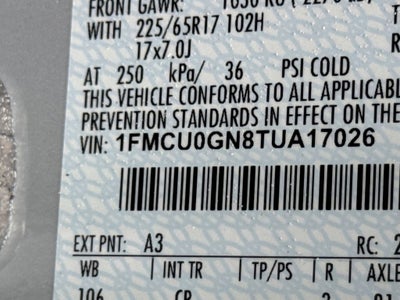 FRONT GAWR:
WITH 225/65R17 102H
17x7.0J
AT 250 kPa/ 36 PSI COLD
THIS VEHICLE CONFORMS TO ALL APPLICABL
PREVENTION STANDARDS IN EFFECT ON THE
VIN: 1FMCU0GN8TUA17026
EXT PNT: A3 RC: 2
WB INT TR TP/PS R AXLE
106 CR